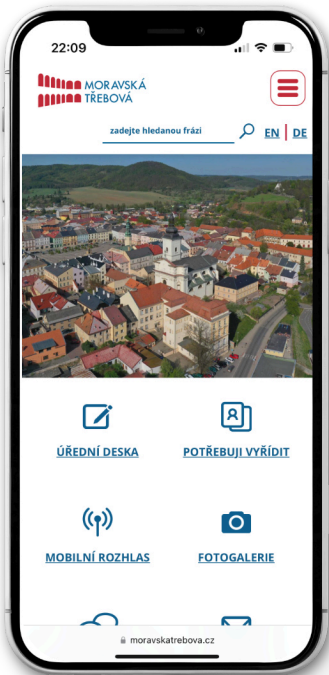 22:09
MORAVSKÁ
TŘEBOVÁ
zadejte hledanou frázi
EN | DE
ÚŘEDNÍ DESKA
POTŘEBUJI VYŘÍDIT
MOBILNÍ ROZHLAS
FOTOGALERIE
moravskatrebova.cz